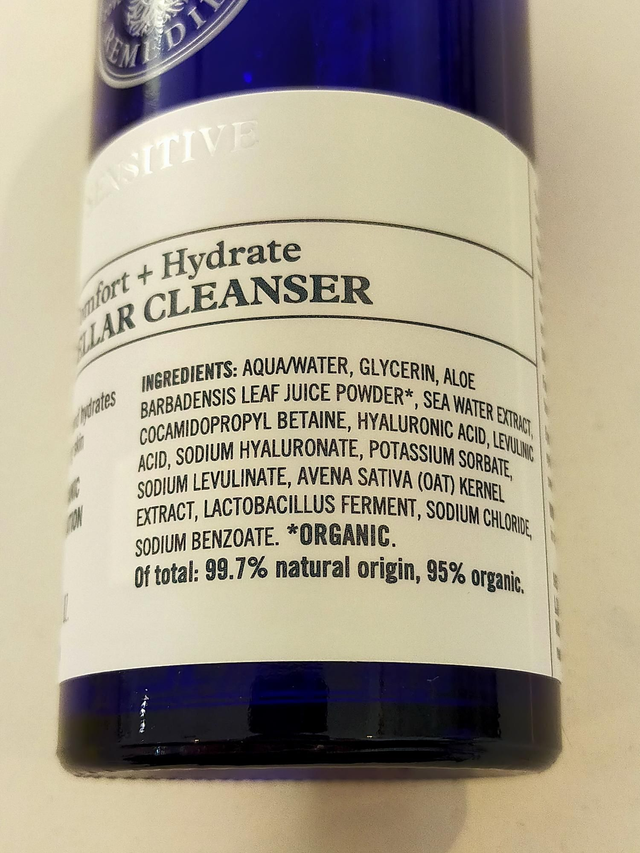 REMEDI
SENSITIVE
mfort + Hydrate
LLAR CLEANSER
hydrates
skin
INGREDIENTS: AQUA/WATER, GLYCERIN, ALOE
BARBADENSIS LEAF JUICE POWDER*, SEA WATER EXTRACT,
COCAMIDOPROPYL BETAINE, HYALURONIC ACID, LEVULINIC
ACID, SODIUM HYALURONATE, POTASSIUM SORBATE,
SODIUM LEVULINATE, AVENA SATIVA (OAT) KERNEL
EXTRACT, LACTOBACILLUS FERMENT, SODIUM CHLORIDE,
SODIUM BENZOATE. *ORGANIC.
Of total: 99.7% natural origin, 95% organic.